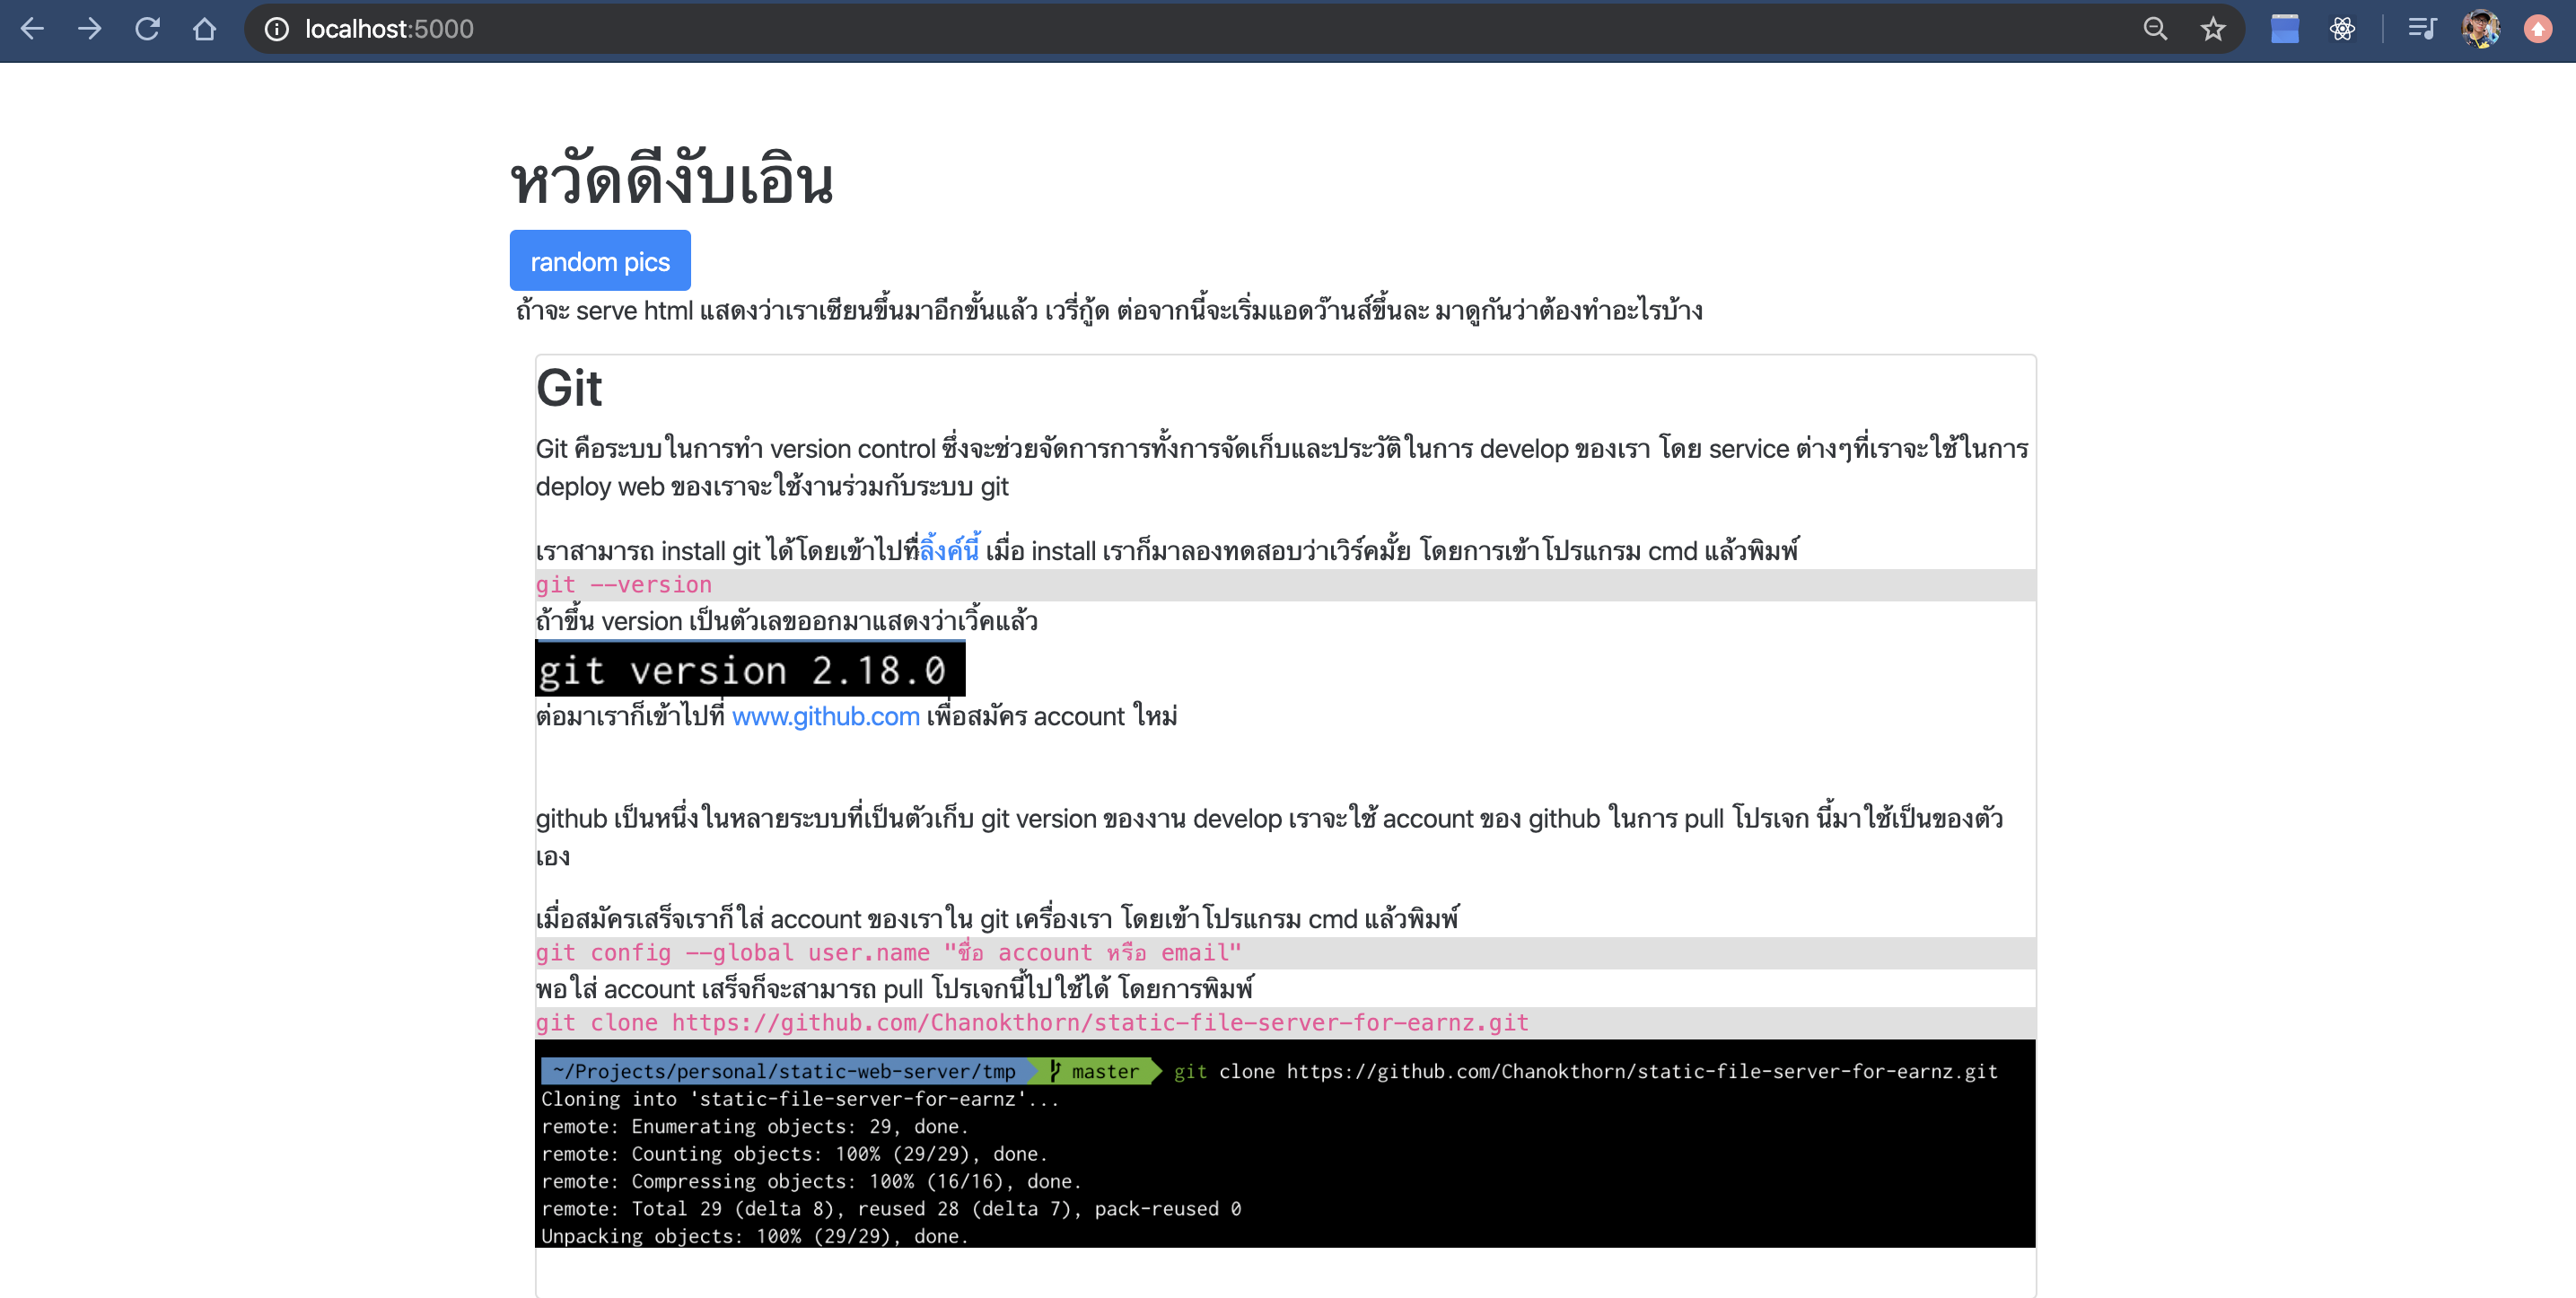 localhost:5000
หวัดดีงับเอิน
random pics
ถ้าจะ serve html แสดงว่าเราเซียนขึ้นมาอีกขั้นแล้ว เวรี่กู้ด ต่อจากนี้จะเริ่มแอดว๊านส์ขึ้นละ มาดูกันว่าต้องทำอะไรบ้าง
Git
Git คือระบบในการทำ version control ซึ่งจะช่วยจัดการการทั้งการจัดเก็บและประวัติในการ develop ของเรา โดย service ต่างๆที่เราจะใช้ในการ
deploy web ของเราจะใช้งานร่วมกับระบบ git
เราสามารถ install git ได้โดยเข้าไปที่ลิ้งค์นี้ เมื่อ install เราก็มาลองทดสอบว่าเวิร์คมั้ย โดยการเข้าโปรแกรม cmd แล้วพิมพ์
git --version
ถ้าขึ้น version เป็นตัวเลขออกมาแสดงว่าเวิ้คแล้ว
git version 2.18.0
ต่อมาเราก็เข้าไปที่ www.github.com เพื่อสมัคร account ใหม่
github เป็นหนึ่งในหลายระบบที่เป็นตัวเก็บ git version ของงาน develop เราจะใช้ account ของ github ในการ pull โปรเจก นี้มาใช้เป็นของตัว
เอง
เมื่อสมัครเสร็จเราก็ใส่ account ของเราใน git เครื่องเรา โดยเข้าโปรแกรม cmd แล้วพิมพ์
git config --global user.name "ชื่อ account หรือ email"
พอใส่ account เสร็จก็จะสามารถ pull โปรเจกนี้ไปใช้ได้ โดยการพิมพ์
git clone https://github.com/Chanokthorn/static-file-server-for-earnz.git
~/Projects/personal/static-web-server/tmp master git clone https://github.com/Chanokthorn/static-file-server-for-earnz.git
Cloning into 'static-file-server-for-earnz'...
remote: Enumerating objects: 29, done.
remote: Counting objects: 100% (29/29), done.
remote: Compressing objects: 100% (16/16), done.
remote: Total 29 (delta 8), reused 28 (delta 7), pack-reused 0
Unpacking objects: 100% (29/29), done.